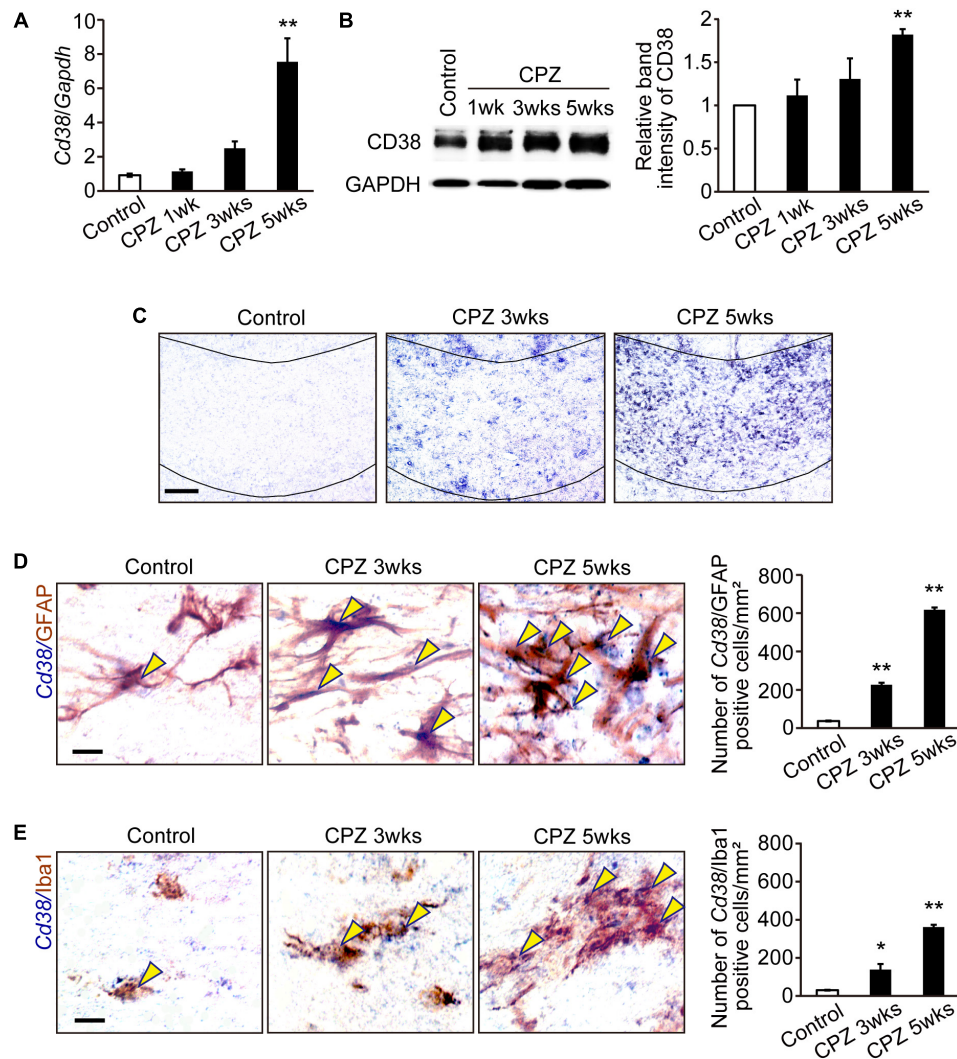 A
Cd38/Gapdh
10
8
6
4
2
0
**
Control
CPZ 1wk
CPZ 3wks
CPZ 5wks
B
Control
CPZ
1wk 3wks 5wks
CD38
GAPDH
Relative band
intensity of CD38
2
1.5
1
0.5
0
**
Control
CPZ 1wk
CPZ 3wks
CPZ 5wks
C
Control
CPZ 3wks
CPZ 5wks
D
Control
CPZ 3wks
CPZ 5wks
Cd38/GFAP
Number of Cd38/GFAP
positive cells/mm²
800
600
400
200
0
**
**
Control
CPZ 3wks
CPZ 5wks
E
Control
CPZ 3wks
CPZ 5wks
Cd38/Iba1
Number of Cd38/Iba1
positive cells/mm²
800
600
400
200
0
*
**
Control
CPZ 3wks
CPZ 5wks